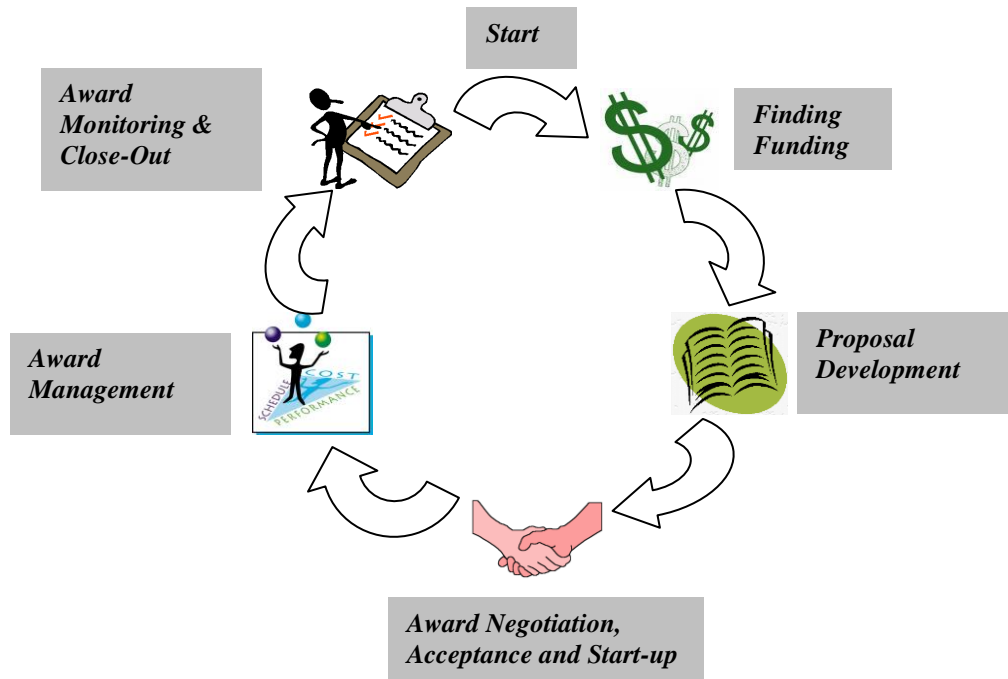 Start
Finding
Funding
Proposal
Development
Award Negotiation,
Acceptance and Start-up
Award
Management
SCHEDULE
COST
PERFORMANCE
Award
Monitoring &
Close-Out